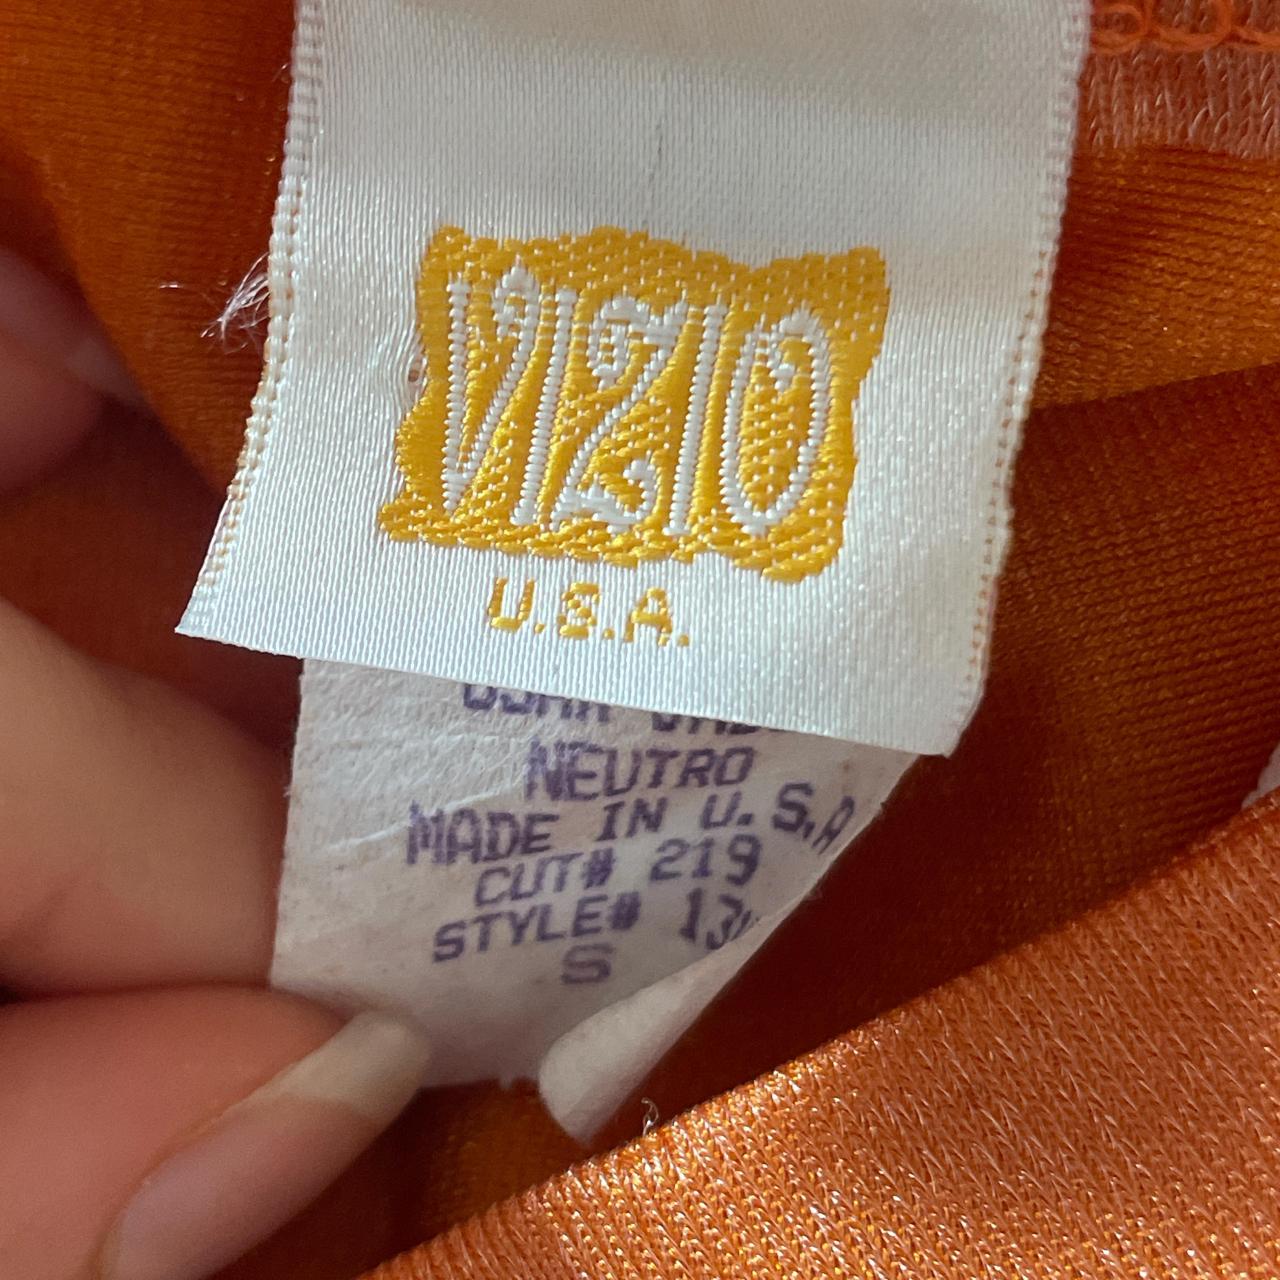 VIZIO
U.S.A.
NEUTRO
MADE IN U.S.A
CUT# 219
STYLE#
S